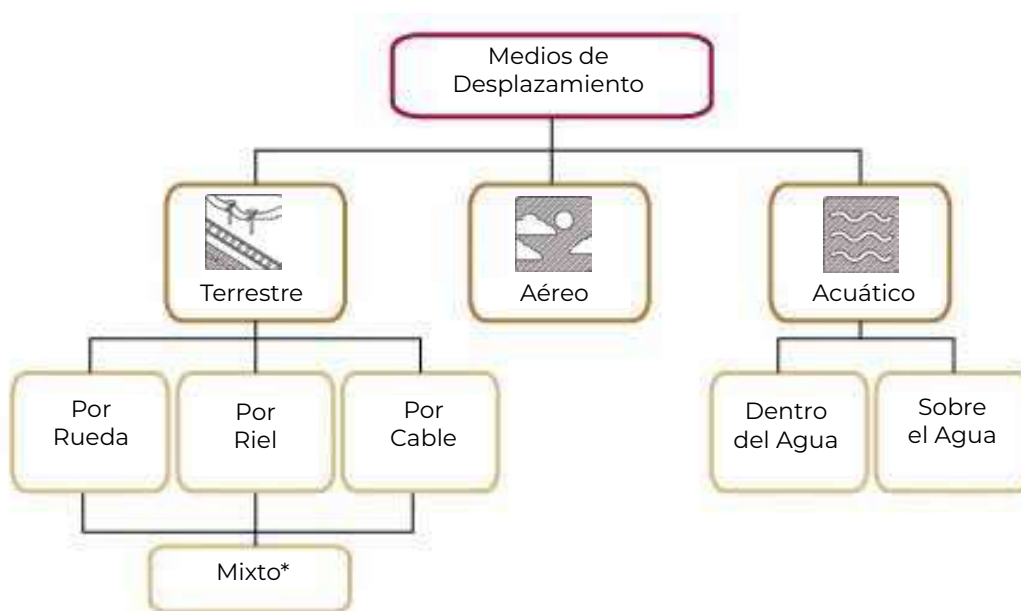 Medios de
Desplazamiento
Terrestre
Aéreo
Acuático
Por
Rueda
Por
Riel
Por
Cable
Dentro
del Agua
Sobre
el Agua
Mixto*